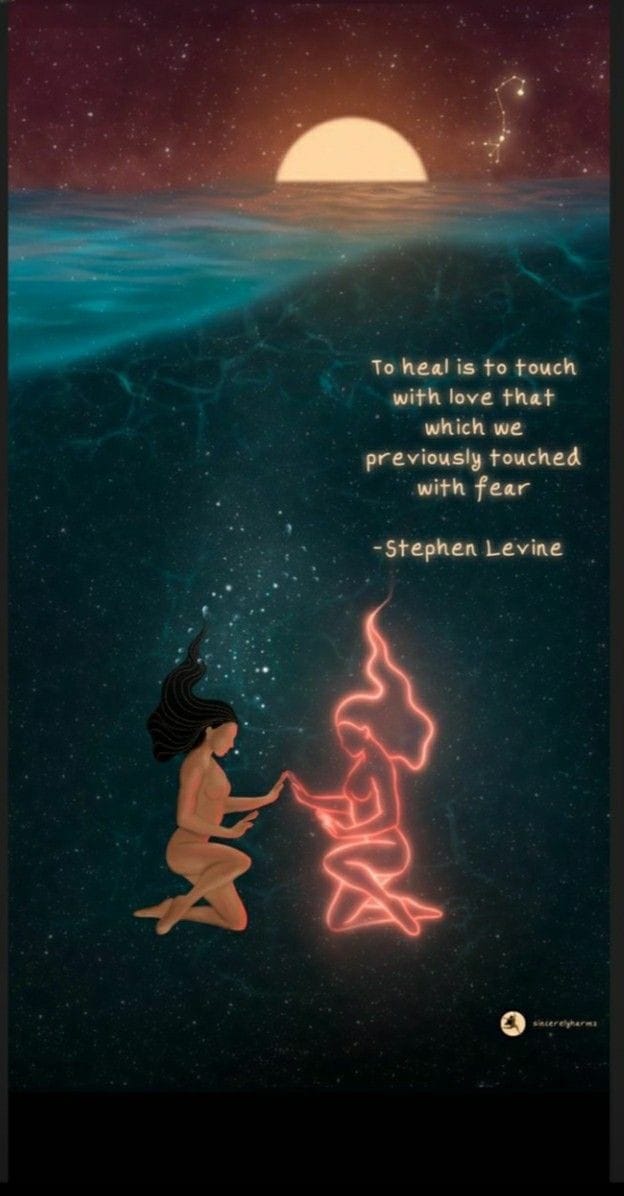 To heal is to touch
with love that
which we
previously touched
with fear
-Stephen Levine
sincerelyharms